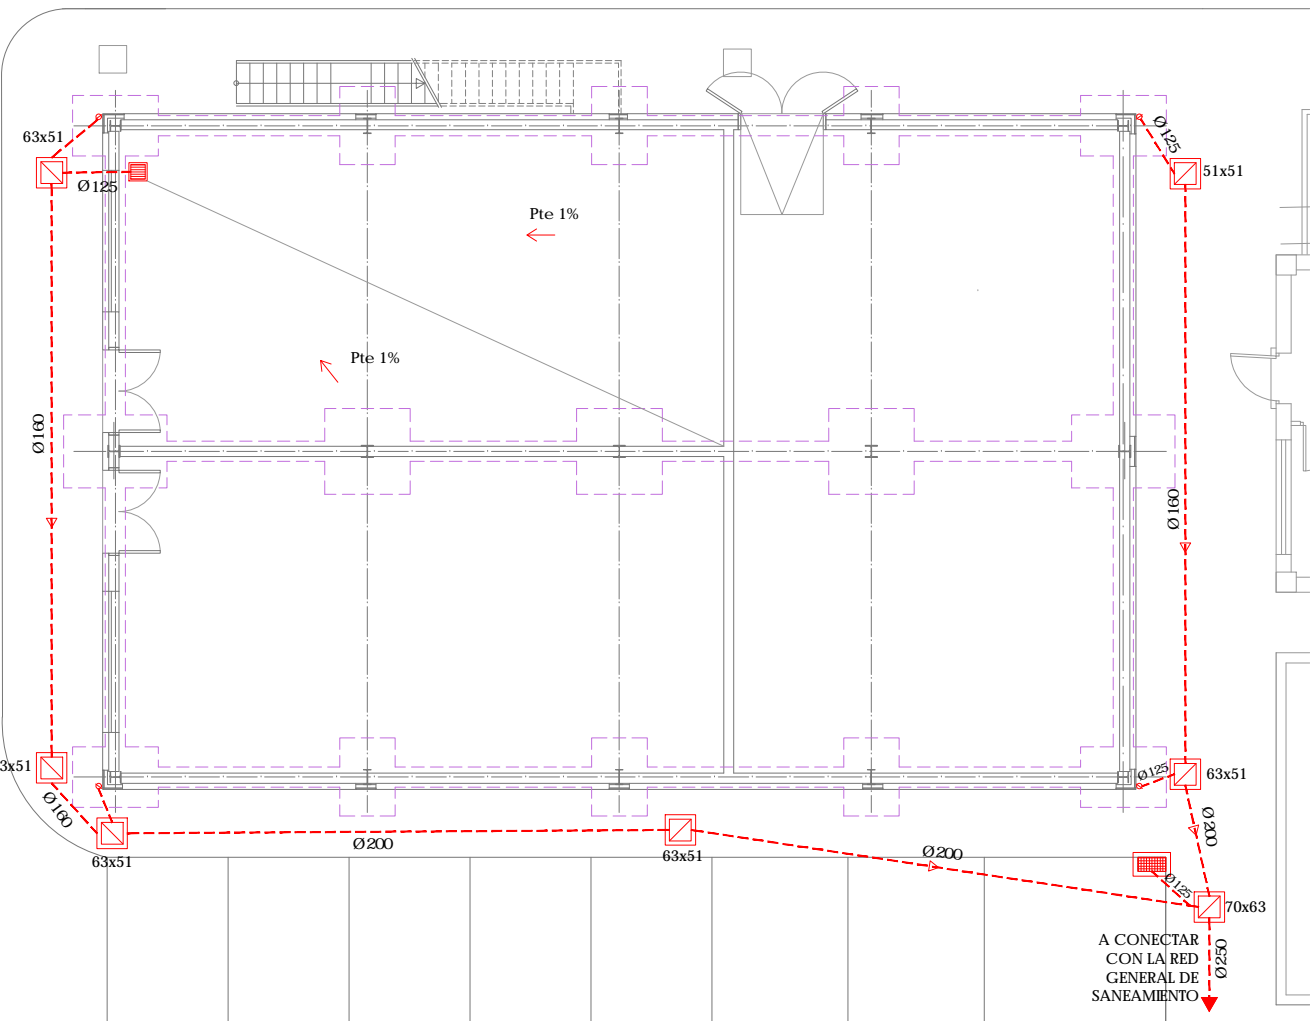 63x51
Ø125
Ø125
51x51
Pte 1%
Pte 1%
Ø160
Ø160
3x51
Ø160
63x51
Ø200
63x51
Ø200
Ø125
63x51
Ø200
Ø125
70x63
A CONECTAR
CON LA RED
GENERAL DE
SANEAMIENTO
Ø250